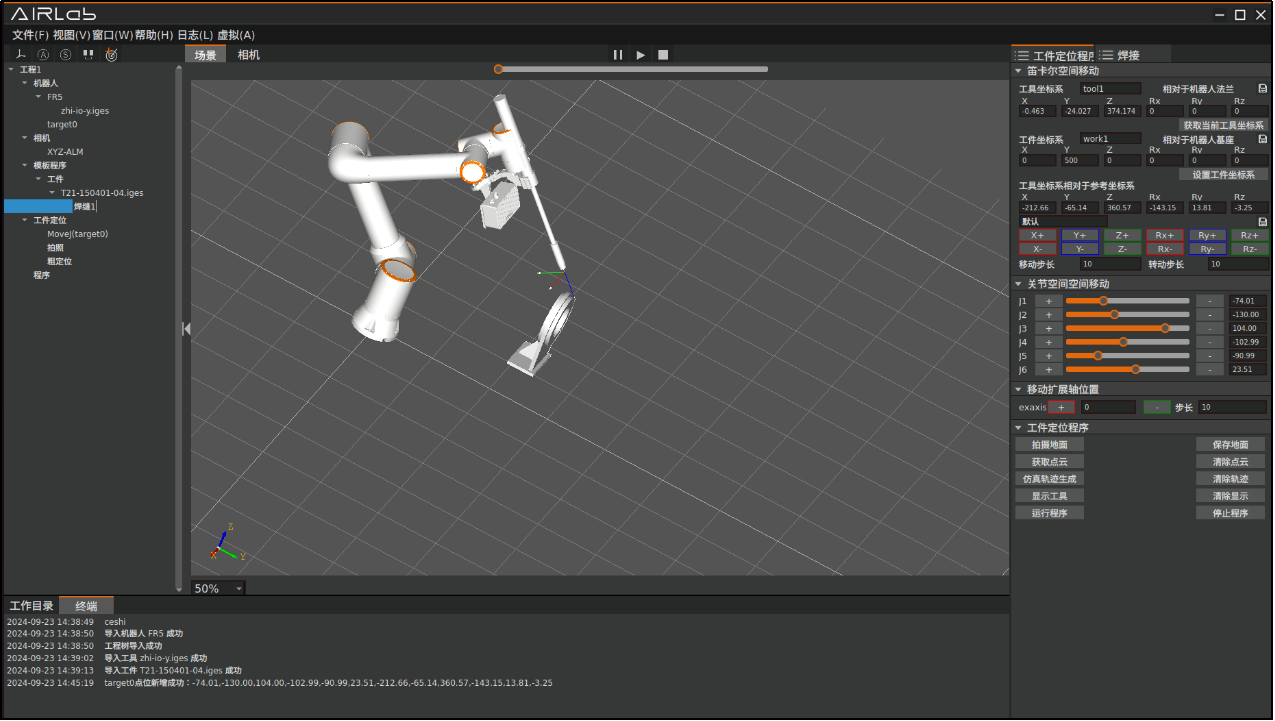 AIRLab
文件(F) 视图(V) 窗口(W) 帮助(H) 日志(L) 虚拟(A)
场景 相机
工程1
机器人
FR5
zhi-io-y.iges
target0
相机
XYZ-ALM
模板程序
工件
T21-150401-04.iges
焊缝1
工件定位
MoveJ(target0)
拍照
粗定位
程序
Z
X
Y
50%
工件定位程序 焊接
笛卡尔空间移动
工具坐标系 tool1 相对于机器人法兰
X Y Z Rx Ry Rz
-0.463 -24.027 374.174 0 0 0
获取当前工具坐标系
工件坐标系 work1 相对于机器人基座
X Y Z Rx Ry Rz
0 500 0 0 0 0
设置工件坐标系
工具坐标系相对于参考坐标系
X Y Z Rx Ry Rz
-212.66 -65.14 360.57 -143.15 13.81 -3.25
默认
X+ Y+ Z+ Rx+ Ry+ Rz+
X- Y- Z- Rx- Ry- Rz-
移动步长 10 转动步长 10
关节空间空间移动
J1 + - -74.01
J2 + - -130.00
J3 + - 104.00
J4 + - -102.99
J5 + - -90.99
J6 + - 23.51
移动扩展轴位置
exaxis + 0 - 步长 10
工件定位程序
拍摄地面 保存地面
获取点云 清除点云
仿真轨迹生成 清除轨迹
显示工具 清除显示
运行程序 停止程序
工作目录 终端
2024-09-23 14:38:49 ceshi
2024-09-23 14:38:50 导入机器人 FR5 成功
2024-09-23 14:38:50 工程树导入成功
2024-09-23 14:39:02 导入工具 zhi-io-y.iges 成功
2024-09-23 14:39:13 导入工件 T21-150401-04.iges 成功
2024-09-23 14:45:19 target0点位新增成功：-74.01,-130.00,104.00,-102.99,-90.99,23.51,-212.66,-65.14,360.57,-143.15,13.81,-3.25